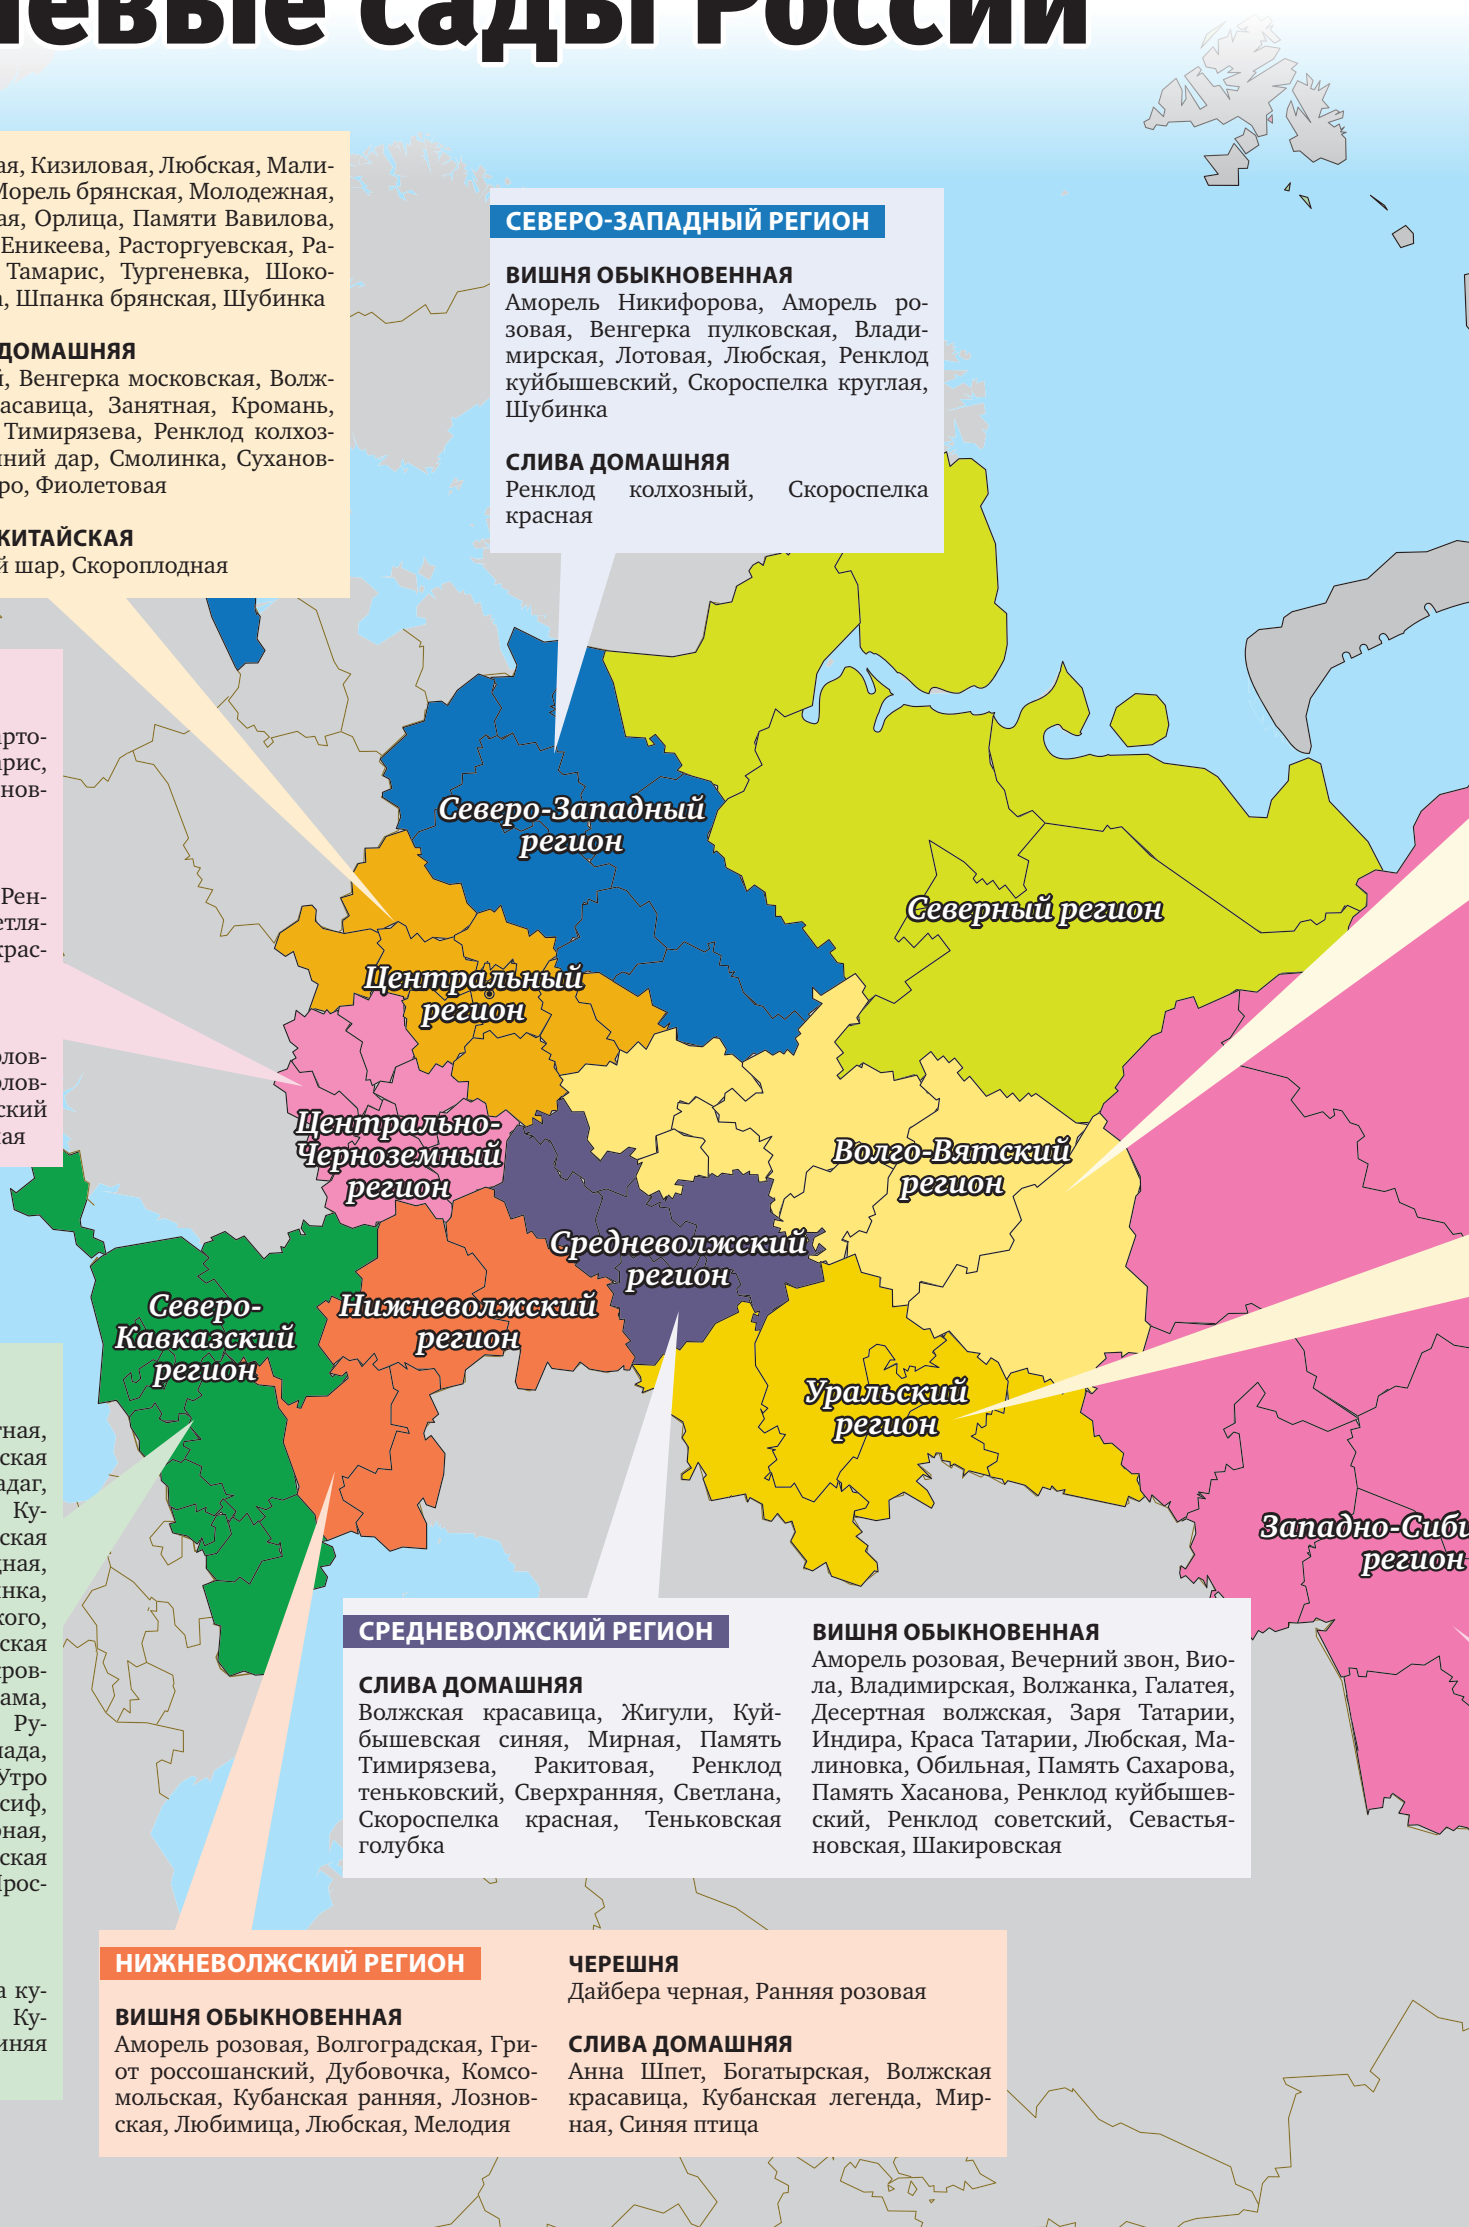 сады России
Кизиловая, Любская, Мали-
брянская, Молодежная,
Орлица, Памяти Вавилова,
Еникеева, Расторгуевская, Ра-
Тамарис, Тургеневка, Шоко-
Шпанка брянская, Шубинка
ДОМАШНЯЯ
Венгерка московская, Волж-
Занятная, Кромань,
Тимирязева, Ренклод колхоз-
дар, Смолинка, Суханов-
Фиолетовая
КИТАЙСКАЯ
шар, Скороплодная
СЕВЕРО-ЗАПАДНЫЙ РЕГИОН
ВИШНЯ ОБЫКНОВЕННАЯ
Аморель Никифорова, Аморель ро-
зовая, Венгерка пулковская, Влади-
мирская, Лотовая, Любская, Ренклод
куйбышевский, Скороспелка круглая,
Шубинка
СЛИВА ДОМАШНЯЯ
Ренклод колхозный, Скороспелка
красная
Рен-
Ку-
Ру-
Утро
Ку-
Северо-Западный
регион
Северный регион
Центральный
регион
Центрально-
Черноземный
регион
Волго-Вятский
регион
Средневолжский
регион
Северо-
Кавказский
регион
Нижневолжский
регион
Уральский
регион
Западно-Сиби
регион
СРЕДНЕВОЛЖСКИЙ РЕГИОН
СЛИВА ДОМАШНЯЯ
Волжская красавица, Жигули, Куй-
бышевская синяя, Мирная, Память
Тимирязева, Ракитовая, Ренклод
теньковский, Сверхранняя, Светлана,
Скороспелка красная, Теньковская
голубка
ВИШНЯ ОБЫКНОВЕННАЯ
Аморель розовая, Вечерний звон, Вио-
ла, Владимирская, Волжанка, Галатея,
Десертная волжская, Заря Татарии,
Индира, Краса Татарии, Любская, Ма-
линовка, Обильная, Память Сахарова,
Память Хасанова, Ренклод куйбышев-
ский, Ренклод советский, Севастья-
новская, Шакировская
НИЖНЕВОЛЖСКИЙ РЕГИОН
ВИШНЯ ОБЫКНОВЕННАЯ
Аморель розовая, Волгоградская, Гри-
от россошанский, Дубовочка, Комсо-
мольская, Кубанская ранняя, Лознов-
ская, Любимица, Любская, Мелодия
ЧЕРЕШНЯ
Дайбера черная, Ранняя розовая
СЛИВА ДОМАШНЯЯ
Анна Шпет, Богатырская, Волжская
красавица, Кубанская легенда, Мир-
ная, Синяя птица